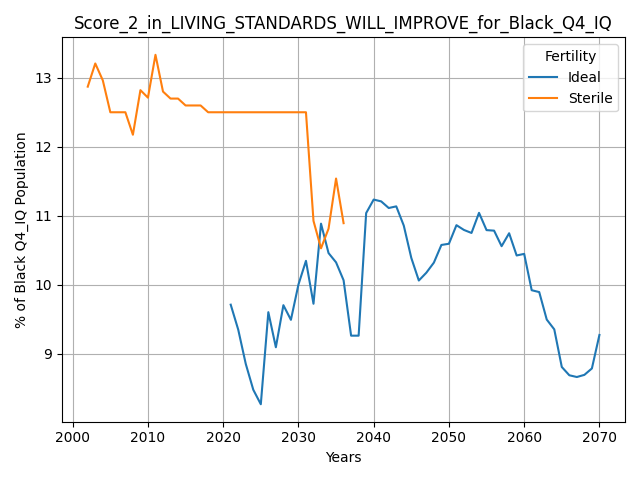 Score_2_in_LIVING_STANDARDS_WILL_IMPROVE_for_Black_Q4_IQ
Fertility
Ideal
Sterile
% of Black Q4_IQ Population
13
12
11
10
9
2000 2010 2020 2030 2040 2050 2060 2070
Years